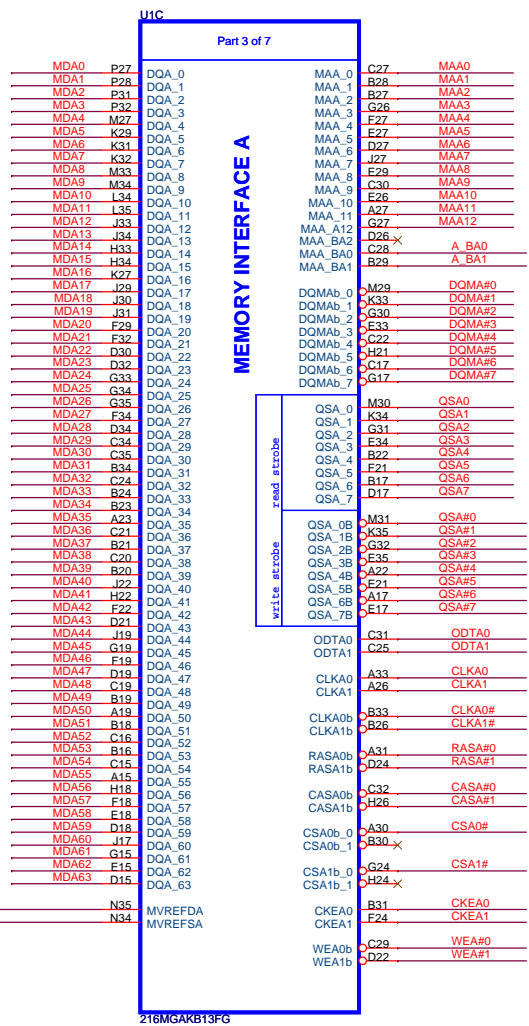 U1C
Part 3 of 7
MEMORY INTERFACE A
MDA0 P27 DQA_0
MDA1 P28 DQA_1
MDA2 P31 DQA_2
MDA3 P32 DQA_3
MDA4 M27 DQA_4
MDA5 K29 DQA_5
MDA6 K31 DQA_6
MDA7 K32 DQA_7
MDA8 M33 DQA_8
MDA9 M34 DQA_9
MDA10 L34 DQA_10
MDA11 L35 DQA_11
MDA12 J33 DQA_12
MDA13 J34 DQA_13
MDA14 H33 DQA_14
MDA15 H34 DQA_15
MDA16 K27 DQA_16
MDA17 J29 DQA_17
MDA18 J30 DQA_18
MDA19 J31 DQA_19
MDA20 F29 DQA_20
MDA21 F32 DQA_21
MDA22 D30 DQA_22
MDA23 D32 DQA_23
MDA24 G33 DQA_24
MDA25 G34 DQA_25
MDA26 G35 DQA_26
MDA27 F34 DQA_27
MDA28 D34 DQA_28
MDA29 C34 DQA_29
MDA30 C35 DQA_30
MDA31 B34 DQA_31
MDA32 C24 DQA_32
MDA33 B24 DQA_33
MDA34 B23 DQA_34
MDA35 A23 DQA_35
MDA36 C21 DQA_36
MDA37 B21 DQA_37
MDA38 C20 DQA_38
MDA39 B20 DQA_39
MDA40 J22 DQA_40
MDA41 H22 DQA_41
MDA42 F22 DQA_42
MDA43 D21 DQA_43
MDA44 J19 DQA_44
MDA45 G19 DQA_45
MDA46 F19 DQA_46
MDA47 D19 DQA_47
MDA48 C19 DQA_48
MDA49 B19 DQA_49
MDA50 A19 DQA_50
MDA51 B18 DQA_51
MDA52 C16 DQA_52
MDA53 B16 DQA_53
MDA54 C15 DQA_54
MDA55 A15 DQA_55
MDA56 H18 DQA_56
MDA57 F18 DQA_57
MDA58 E18 DQA_58
MDA59 D18 DQA_59
MDA60 J17 DQA_60
MDA61 G15 DQA_61
MDA62 E15 DQA_62
MDA63 D15 DQA_63
N35 MVREFDA
N34 MVREFSA
MAA_0 C27 MAA0
MAA_1 B28 MAA1
MAA_2 B27 MAA2
MAA_3 G26 MAA3
MAA_4 F27 MAA4
MAA_5 E27 MAA5
MAA_6 D27 MAA6
MAA_7 J27 MAA7
MAA_8 E29 MAA8
MAA_9 C30 MAA9
MAA_10 E26 MAA10
MAA_11 A27 MAA11
MAA_A12 G27 MAA12
MAA_BA2 D26
MAA_BA0 C28 A_BA0
MAA_BA1 B29 A_BA1
DQMAb_0 M29 DQMA#0
DQMAb_1 K33 DQMA#1
DQMAb_2 G30 DQMA#2
DQMAb_3 E33 DQMA#3
DQMAb_4 C22 DQMA#4
DQMAb_5 H21 DQMA#5
DQMAb_6 C17 DQMA#6
DQMAb_7 G17 DQMA#7
read strobe
QSA_0 M30 QSA0
QSA_1 K34 QSA1
QSA_2 G31 QSA2
QSA_3 E34 QSA3
QSA_4 B22 QSA4
QSA_5 F21 QSA5
QSA_6 B17 QSA6
QSA_7 D17 QSA7
write strobe
QSA_0B M31 QSA#0
QSA_1B K35 QSA#1
QSA_2B G32 QSA#2
QSA_3B E35 QSA#3
QSA_4B A22 QSA#4
QSA_5B E21 QSA#5
QSA_6B A17 QSA#6
QSA_7B E17 QSA#7
ODTA0 C31 ODTA0
ODTA1 C25 ODTA1
CLKA0 A33 CLKA0
CLKA1 A26 CLKA1
CLKA0b B33 CLKA0#
CLKA1b B26 CLKA1#
RASA0b A31 RASA#0
RASA1b D24 RASA#1
CASA0b C32 CASA#0
CASA1b H26 CASA#1
CSA0b_0 A30 CSA0#
CSA0b_1 B30
CSA1b_0 G24 CSA1#
CSA1b_1 H24
CKEA0 B31 CKEA0
CKEA1 F24 CKEA1
WEA0b C29 WEA#0
WEA1b D22 WEA#1
216MGAKB13FG